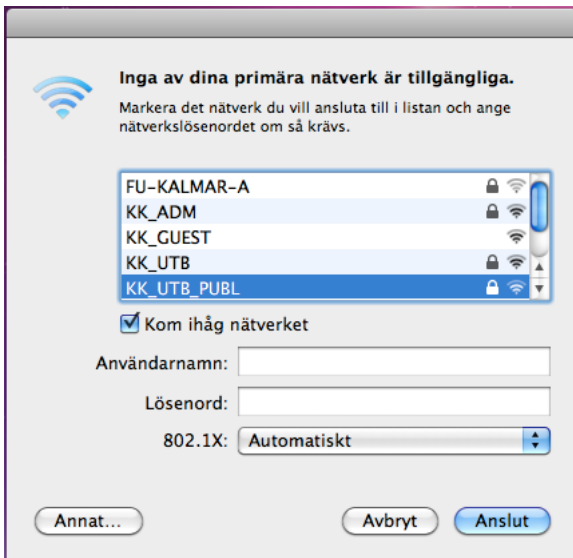 Inga av dina primära nätverk är tillgängliga.
Markera det nätverk du vill ansluta till i listan och ange
nätverkslösenordet om så krävs.
FU-KALMAR-A
KK_ADM
KK_GUEST
KK_UTB
KK_UTB_PUBL
Kom ihåg nätverket
Användarnamn:
Lösenord:
802.1X: Automatiskt
Annat... Avbryt Anslut